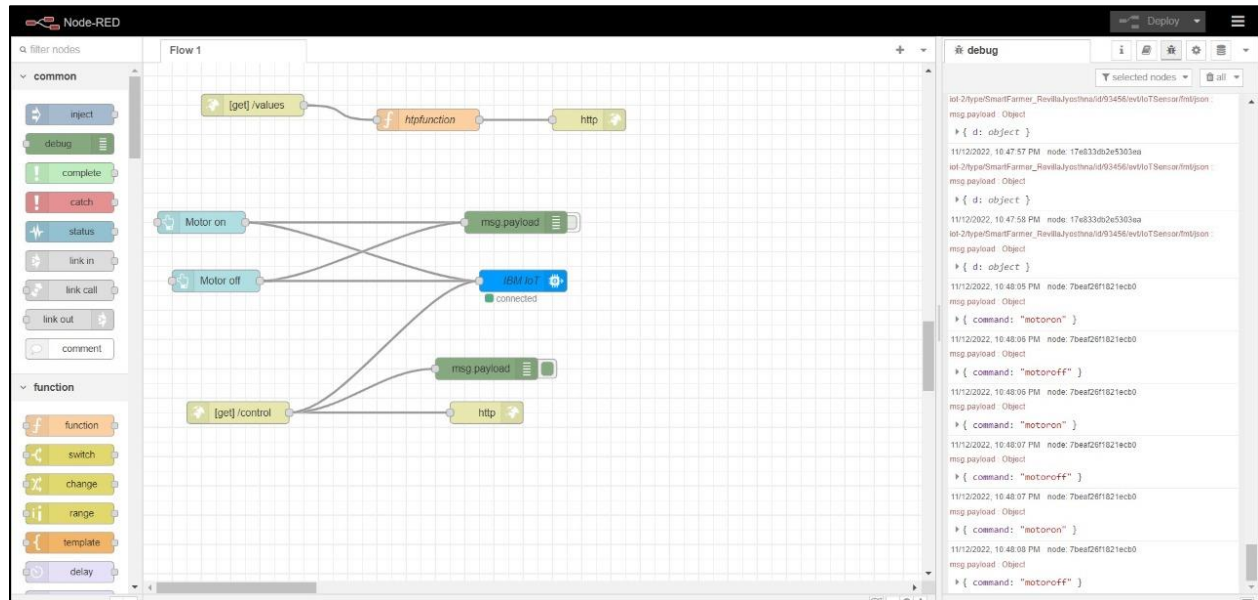 Node-RED
Deploy
filter nodes
common
inject
debug
complete
catch
status
link in
link call
link out
comment
function
function
switch
change
range
template
delay
Flow 1
[get] /values
htpfunction
http
Motor on
msg.payload
Motor off
IBM IoT
connected
msg.payload
[get] /control
http
debug
i
selected nodes
all
iot-2/type/SmartFarmer_RevillaJyosthna/id/93456/evt/IoTSensor/fmt/json :
msg.payload : Object
{ d: object }
11/12/2022, 10:47:57 PM node: 17e833db2e5303ea
iot-2/type/SmartFarmer_RevillaJyosthna/id/93456/evt/IoTSensor/fmt/json :
msg.payload : Object
{ d: object }
11/12/2022, 10:47:58 PM node: 17e833db2e5303ea
iot-2/type/SmartFarmer_RevillaJyosthna/id/93456/evt/IoTSensor/fmt/json :
msg.payload : Object
{ d: object }
11/12/2022, 10:48:05 PM node: 7beaf26f1821ecb0
msg.payload : Object
{ command: "motoron" }
11/12/2022, 10:48:06 PM node: 7beaf26f1821ecb0
msg.payload : Object
{ command: "motoroff" }
11/12/2022, 10:48:06 PM node: 7beaf26f1821ecb0
msg.payload : Object
{ command: "motoron" }
11/12/2022, 10:48:07 PM node: 7beaf26f1821ecb0
msg.payload : Object
{ command: "motoroff" }
11/12/2022, 10:48:07 PM node: 7beaf26f1821ecb0
msg.payload : Object
{ command: "motoron" }
11/12/2022, 10:48:08 PM node: 7beaf26f1821ecb0
msg.payload : Object
{ command: "motoroff" }